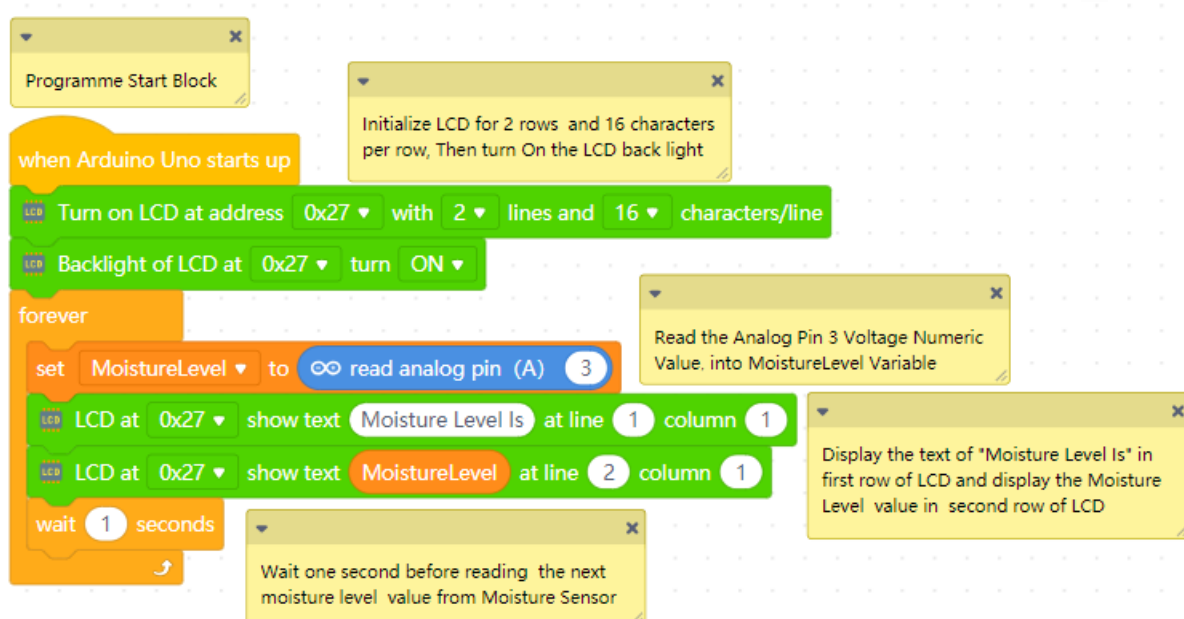 Programme Start Block
Initialize LCD for 2 rows and 16 characters
per row, Then turn On the LCD back light
when Arduino Uno starts up
LCD Turn on LCD at address 0x27 with 2 lines and 16 characters/line
LCD Backlight of LCD at 0x27 turn ON
forever
Read the Analog Pin 3 Voltage Numeric
Value, into MoistureLevel Variable
set MoistureLevel to read analog pin (A) 3
LCD LCD at 0x27 show text Moisture Level Is at line 1 column 1
LCD LCD at 0x27 show text MoistureLevel at line 2 column 1
Display the text of "Moisture Level Is" in
first row of LCD and display the Moisture
Level value in second row of LCD
wait 1 seconds
Wait one second before reading the next
moisture level value from Moisture Sensor